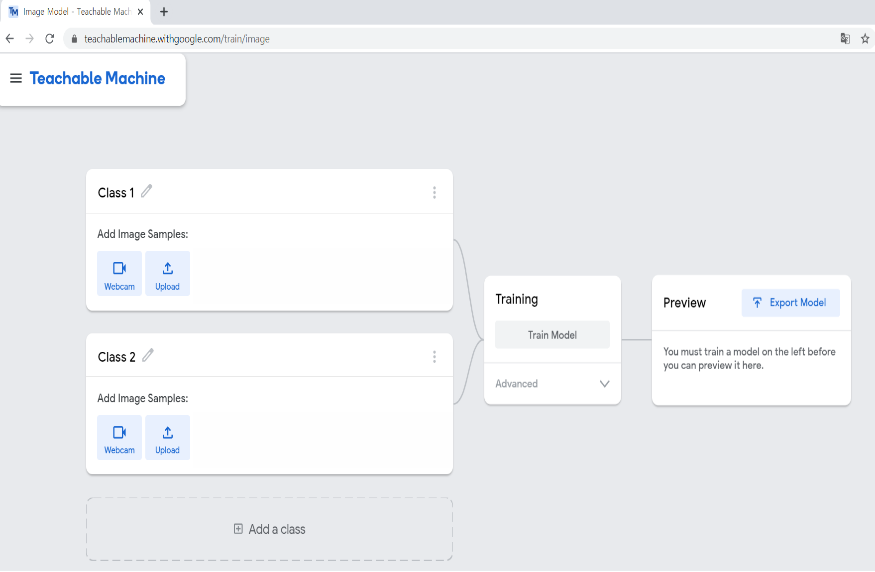 Image Model - Teachable Mach
teachablemachine.withgoogle.com/train/image
Teachable Machine
Class 1
Add Image Samples:
Webcam
Upload
Class 2
Add Image Samples:
Webcam
Upload
Add a class
Training
Train Model
Advanced
Preview
Export Model
You must train a model on the left before
you can preview it here.